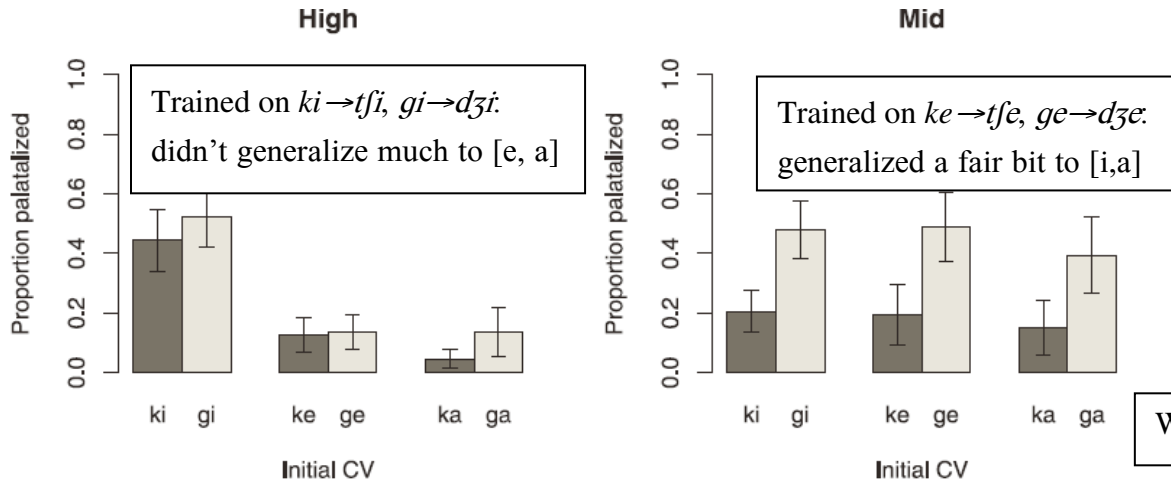 High
Proportion palatalized
1.0
0.8
0.6
0.4
0.2
0.0
Trained on ki→tʃi, gi→dʒi:
didn’t generalize much to [e, a]
ki gi ke ge ka ga
Initial CV
Mid
Proportion palatalized
1.0
0.8
0.6
0.4
0.2
0.0
Trained on ke→tʃe, ge→dʒe:
generalized a fair bit to [i,a]
ki gi ke ge ka ga
Initial CV
W